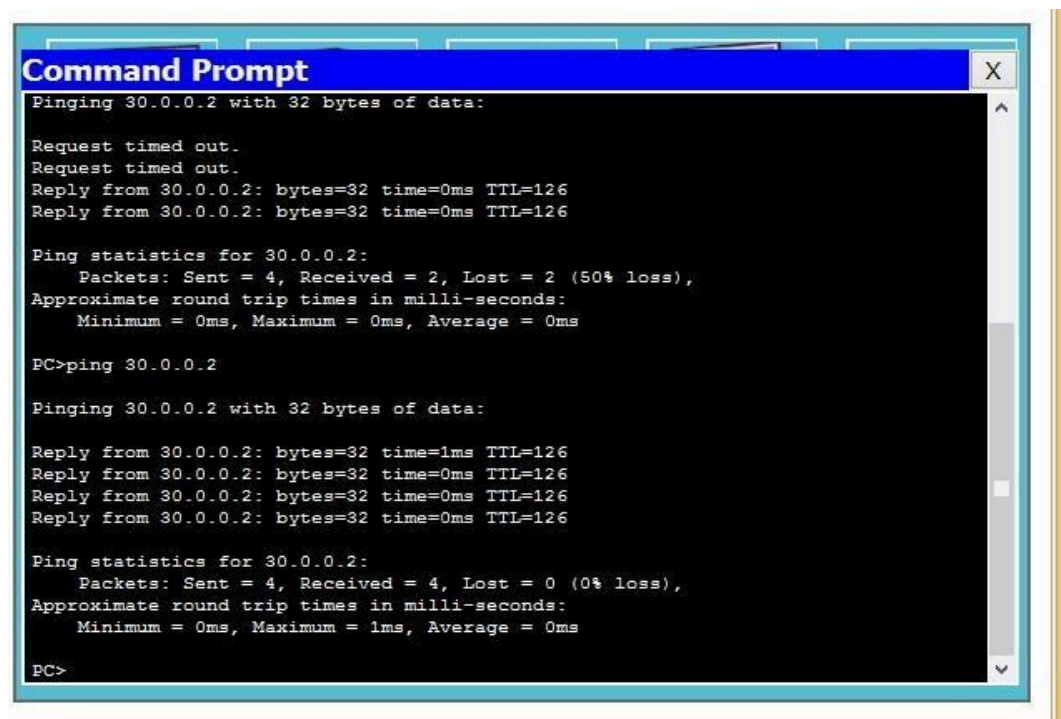 Command Prompt
X
Pinging 30.0.0.2 with 32 bytes of data:
Request timed out.
Request timed out.
Reply from 30.0.0.2: bytes=32 time=0ms TTL=126
Reply from 30.0.0.2: bytes=32 time=0ms TTL=126
Ping statistics for 30.0.0.2:
Packets: Sent = 4, Received = 2, Lost = 2 (50% loss),
Approximate round trip times in milli-seconds:
Minimum = 0ms, Maximum = 0ms, Average = 0ms
PC>ping 30.0.0.2
Pinging 30.0.0.2 with 32 bytes of data:
Reply from 30.0.0.2: bytes=32 time=1ms TTL=126
Reply from 30.0.0.2: bytes=32 time=0ms TTL=126
Reply from 30.0.0.2: bytes=32 time=0ms TTL=126
Reply from 30.0.0.2: bytes=32 time=0ms TTL=126
Ping statistics for 30.0.0.2:
Packets: Sent = 4, Received = 4, Lost = 0 (0% loss),
Approximate round trip times in milli-seconds:
Minimum = 0ms, Maximum = 1ms, Average = 0ms
PC>